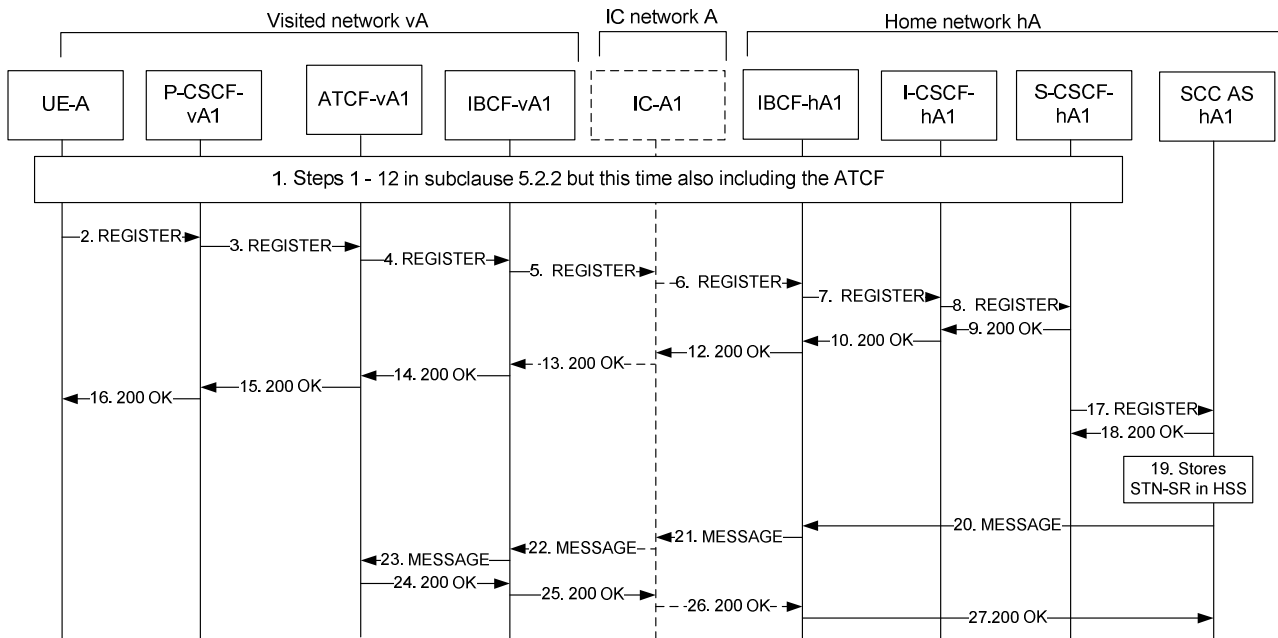 Visited network vA
IC network A
Home network hA
UE-A
P-CSCF-
vA1
ATCF-vA1
IBCF-vA1
IC-A1
IBCF-hA1
I-CSCF-
hA1
S-CSCF-
hA1
SCC AS
hA1
1. Steps 1 - 12 in subclause 5.2.2 but this time also including the ATCF
2. REGISTER
3. REGISTER
4. REGISTER
5. REGISTER
6. REGISTER
7. REGISTER
8. REGISTER
9. 200 OK
10. 200 OK
12. 200 OK
13. 200 OK
14. 200 OK
15. 200 OK
16. 200 OK
17. REGISTER
18. 200 OK
19. Stores
STN-SR in HSS
20. MESSAGE
21. MESSAGE
22. MESSAGE
23. MESSAGE
24. 200 OK
25. 200 OK
26. 200 OK
27.200 OK